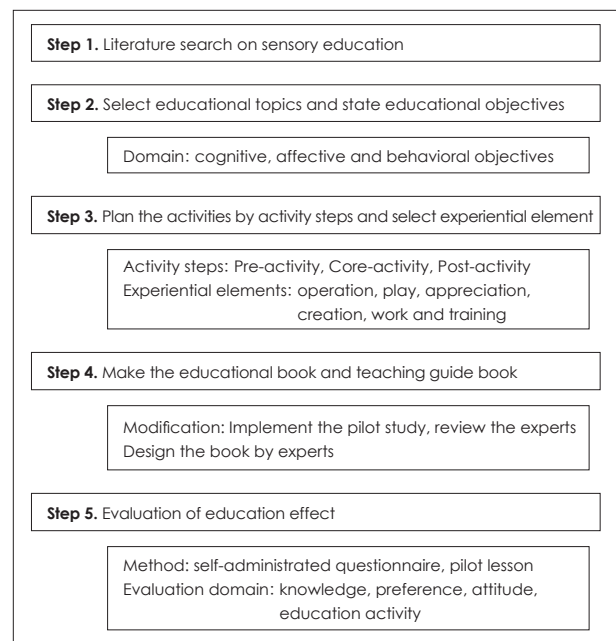 Step 1. Literature search on sensory education
Step 2. Select educational topics and state educational objectives
Domain: cognitive, affective and behavioral objectives
Step 3. Plan the activities by activity steps and select experiential element
Activity steps: Pre-activity, Core-activity, Post-activity
Experiential elements: operation, play, appreciation,
creation, work and training
Step 4. Make the educational book and teaching guide book
Modification: Implement the pilot study, review the experts
Design the book by experts
Step 5. Evaluation of education effect
Method: self-administrated questionnaire, pilot lesson
Evaluation domain: knowledge, preference, attitude,
education activity